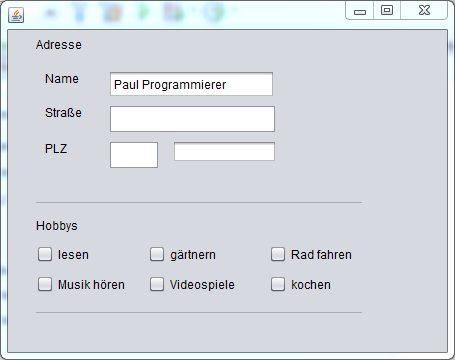 Adresse
Name Paul Programmierer
Straße
PLZ
Hobbys
lesen gärtnern Rad fahren
Musik hören Videospiele kochen